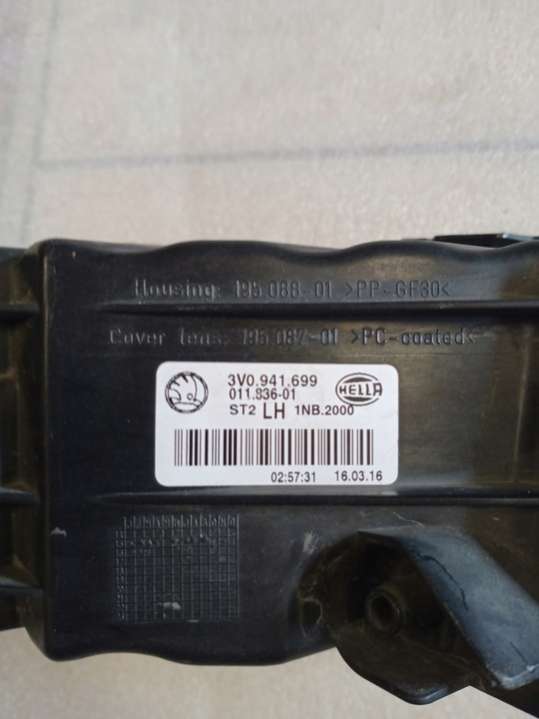 Housing: 195.088-01 >PP-GF30<
Cover lens: 195.087-01 >PC-coated<
3V0.941.699
011.836-01
HELLA
ST2 LH 1NB.2000
02:57:31 16.03.16